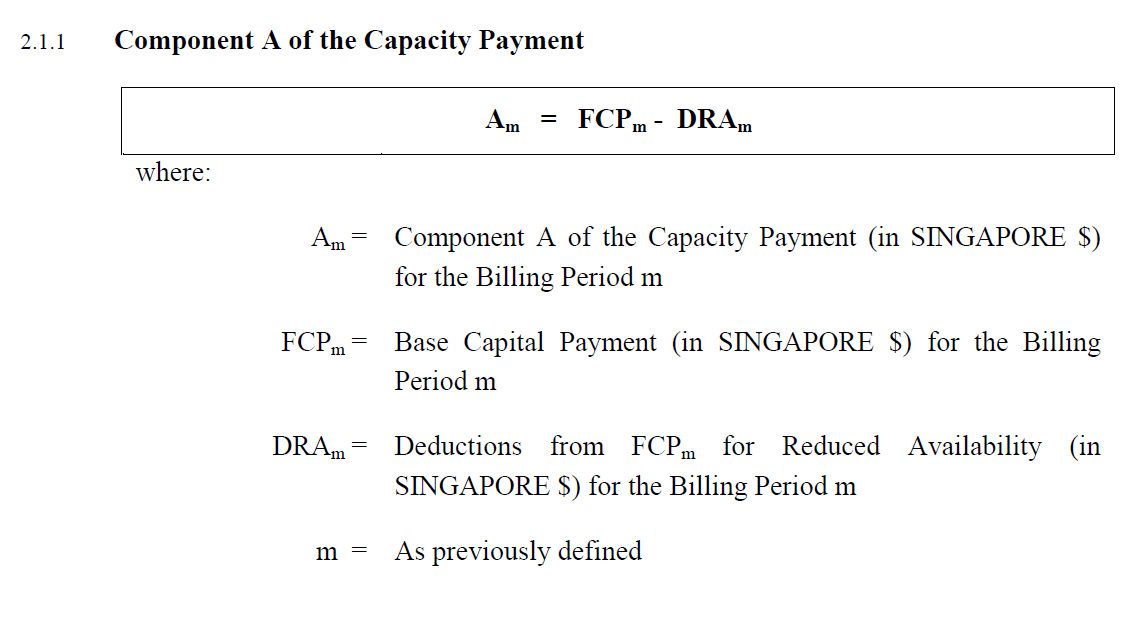 2.1.1 Component A of the Capacity Payment
Am = FCPm - DRAm
where:
Am = Component A of the Capacity Payment (in SINGAPORE $)
for the Billing Period m
FCPm = Base Capital Payment (in SINGAPORE $) for the Billing
Period m
DRAm = Deductions from FCPm for Reduced Availability (in
SINGAPORE $) for the Billing Period m
m = As previously defined